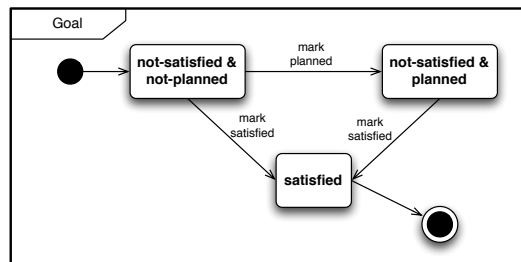 Goal
not-satisfied &
not-planned
mark
planned
not-satisfied &
planned
mark
satisfied
mark
satisfied
satisfied